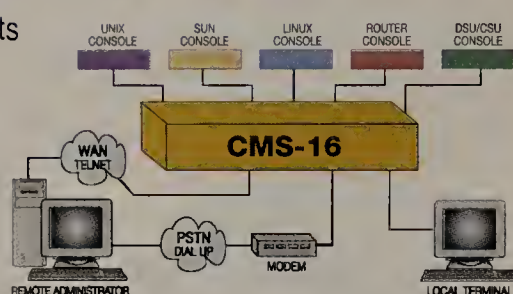 ts
UNIX
CONSOLE
SUN
CONSOLE
LINUX
CONSOLE
ROUTER
CONSOLE
DSU/CSU
CONSOLE
CMS-16
WAN
TELNET
PSTN
DIAL UP
MODEM
REMOTE ADMINISTRATOR
LOCAL TERMINAL